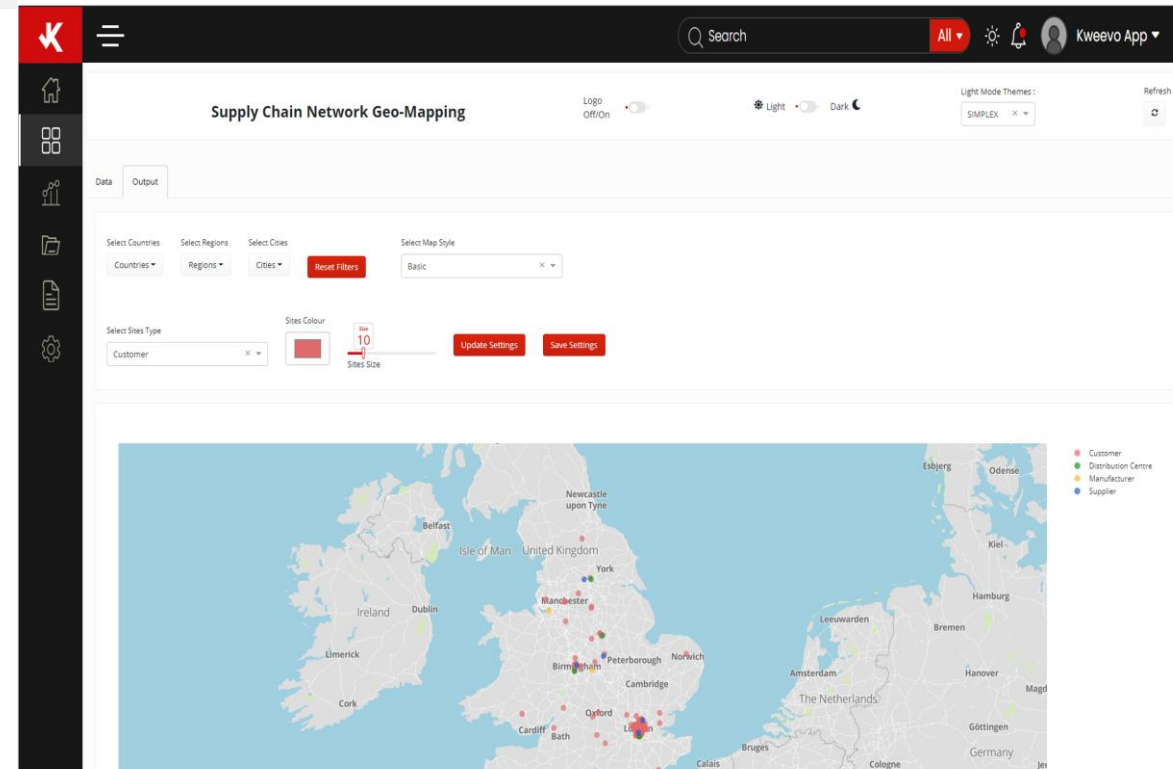 Search
All
Kweevo App
Supply Chain Network Geo-Mapping
Logo
Off/On
Light
Dark
Light Mode Themes :
SIMPLEX
Refresh
Data
Output
Select Countries
Select Regions
Select Cities
Select Map Style
Countries
Regions
Cities
Reset Filters
Basic
Select Sites Type
Sites Colour
Size
10
Customer
Sites Size
Update Settings
Save Settings
Customer
Distribution Centre
Manufacturer
Supplier
Esbjerg
Odense
Newcastle
upon Tyne
Belfast
Isle of Man
United Kingdom
Kiel
York
Hamburg
Manchester
Ireland
Dublin
Leeuwarden
Bremen
Limerick
Birmingham
Peterborough
Norwich
Amsterdam
Hanover
Cambridge
Magd
The Netherlands
Cork
Oxford
Göttingen
Cardiff
Bath
London
Bruges
Germany
Calais
Cologne
Jer